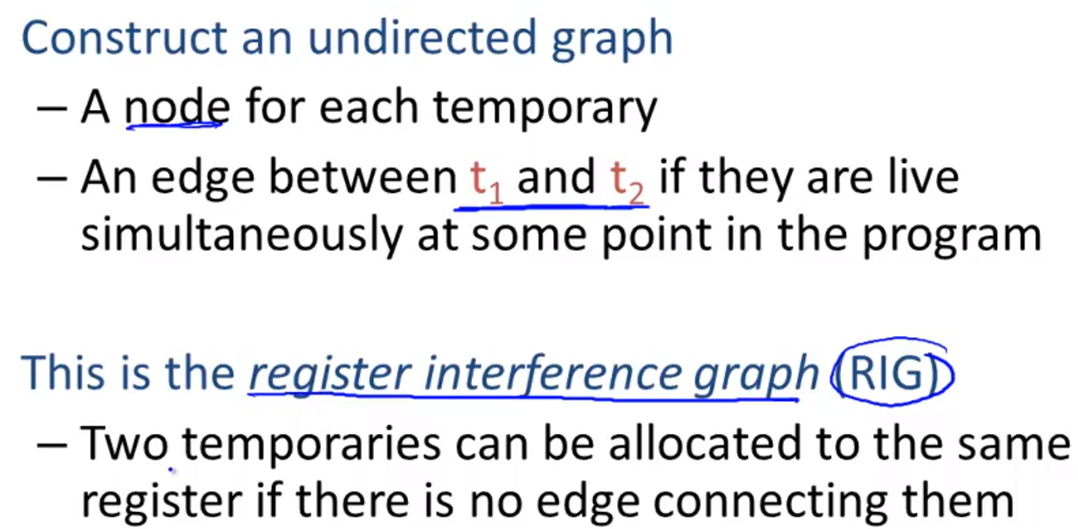 Construct an undirected graph
– A node for each temporary
– An edge between t₁ and t₂ if they are live
simultaneously at some point in the program
This is the register interference graph (RIG)
– Two temporaries can be allocated to the same
register if there is no edge connecting them